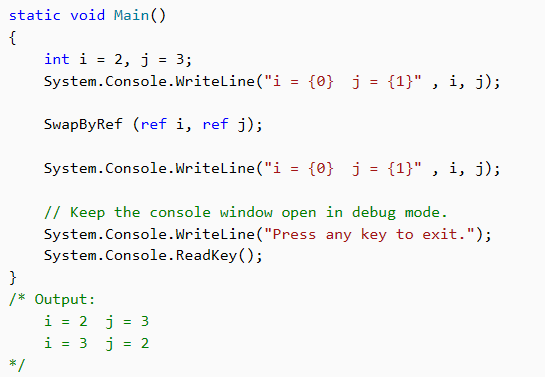 static void Main()
{
    int i = 2, j = 3;
    System.Console.WriteLine("i = {0}  j = {1}" , i, j);

    SwapByRef (ref i, ref j);

    System.Console.WriteLine("i = {0}  j = {1}" , i, j);

    // Keep the console window open in debug mode.
    System.Console.WriteLine("Press any key to exit.");
    System.Console.ReadKey();
}
/* Output:
    i = 2  j = 3
    i = 3  j = 2
*/